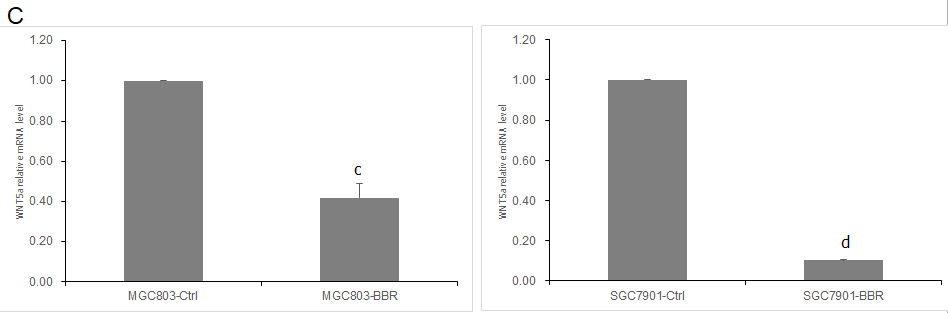 C
WNT5a relative mRNA level
1.20
1.00
0.80
0.60
0.40
0.20
0.00
c
MGC803-Ctrl
MGC803-BBR
WNT5a relative mRNA level
1.20
1.00
0.80
0.60
0.40
0.20
0.00
d
SGC7901-Ctrl
SGC7901-BBR